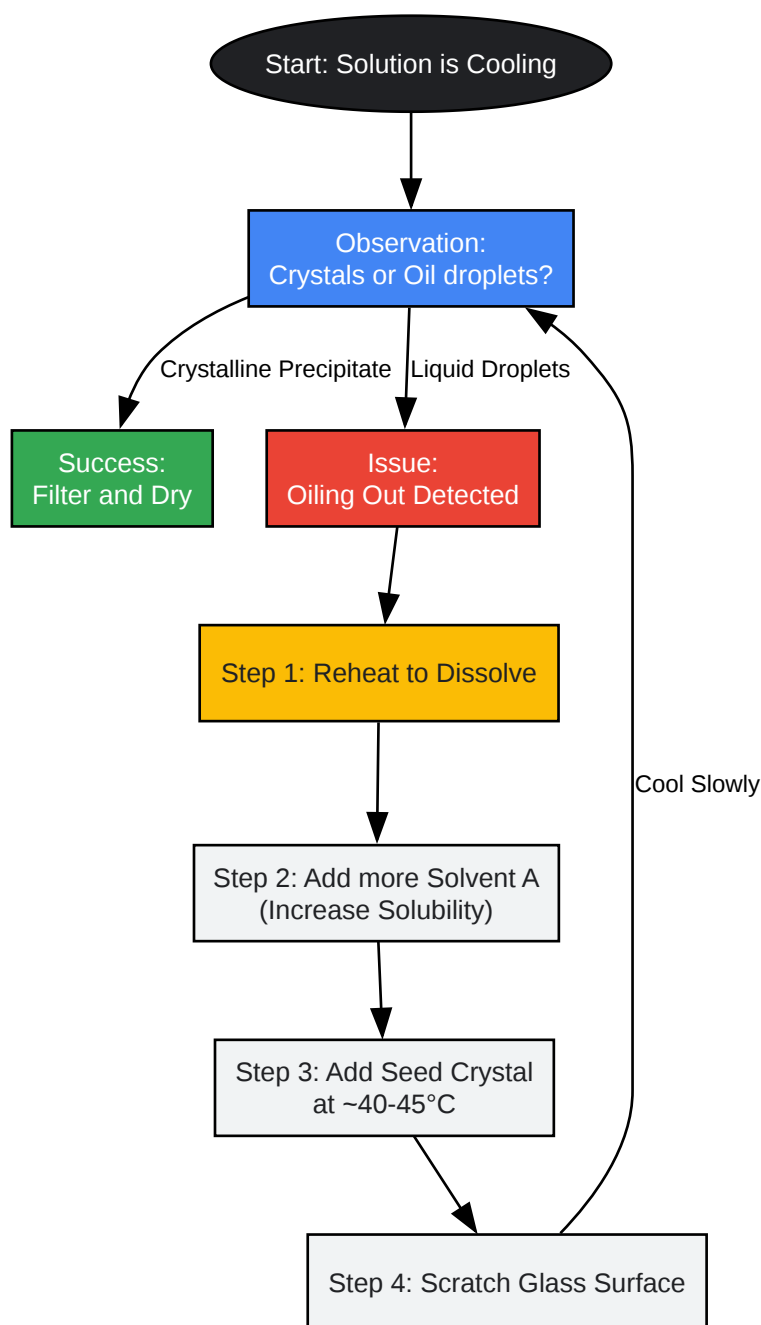 Start: Solution is Cooling
Observation:
Crystals or Oil droplets?
Crystalline Precipitate
Liquid Droplets
Success:
Filter and Dry
Issue:
Oiling Out Detected
Step 1: Reheat to Dissolve
Cool Slowly
Step 2: Add more Solvent A
(Increase Solubility)
Step 3: Add Seed Crystal
at ~40-45°C
Step 4: Scratch Glass Surface